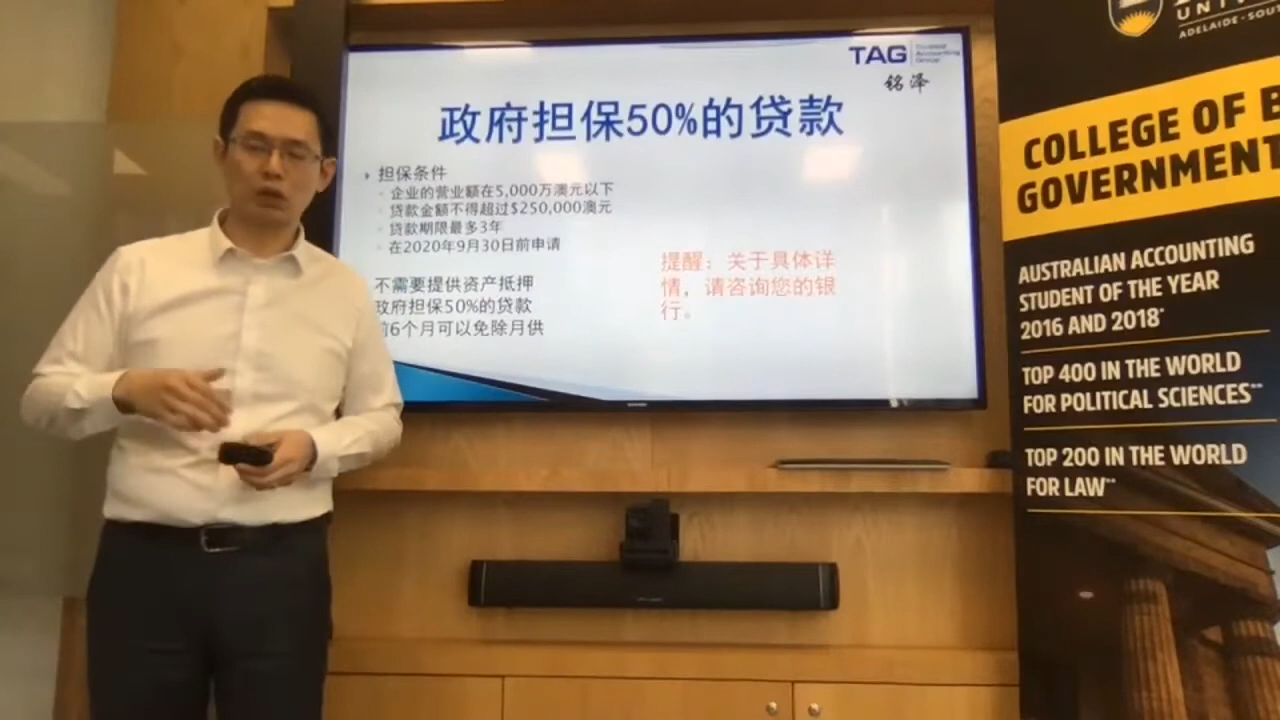 TAG
铭泽
政府担保50%的贷款
担保条件
企业的营业额在5,000万澳元以下
贷款金额不得超过$250,000澳元
贷款期限最多3年
在2020年9月30日前申请
不需要提供资产抵押
政府担保50%的贷款
前6个月可以免除月供
提醒：关于具体详
情，请咨询您的银
行。
ADELAIDE
COLLEGE OF
GOVERNMENT
AUSTRALIAN ACCOUNTING
STUDENT OF THE YEAR
2016 AND 2018*
TOP 400 IN THE WORLD
FOR POLITICAL SCIENCES**
TOP 200 IN THE WORLD
FOR LAW**